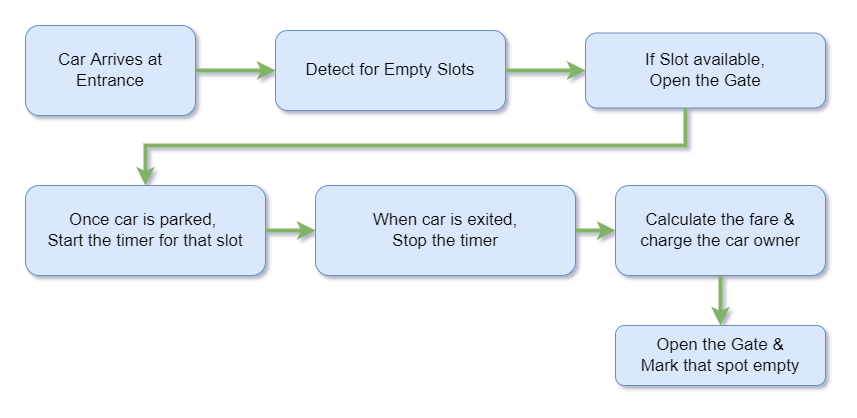 Car Arrives at
Entrance
Detect for Empty Slots
If Slot available,
Open the Gate
Once car is parked,
Start the timer for that slot
When car is exited,
Stop the timer
Calculate the fare &
charge the car owner
Open the Gate &
Mark that spot empty